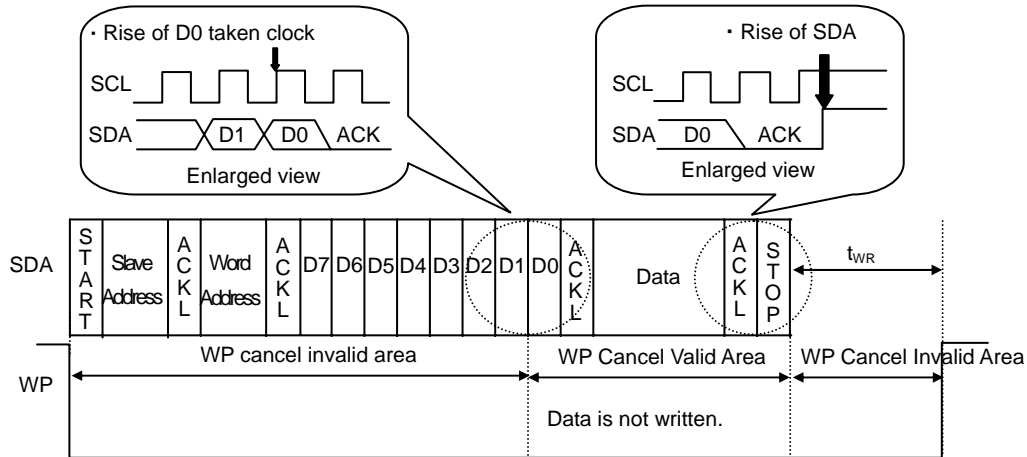 ・Rise of D0 taken clock
SCL
SDA
D1
D0
ACK
Enlarged view
・Rise of SDA
SCL
SDA
D0
ACK
Enlarged view
SDA
START
Slave
Address
ACKL
Word
Address
ACKL
D7
D6
D5
D4
D3
D2
D1
D0
ACKL
Data
ACKL
STOP
tWR
WP
WP cancel invalid area
WP Cancel Valid Area
WP Cancel Invalid Area
Data is not written.